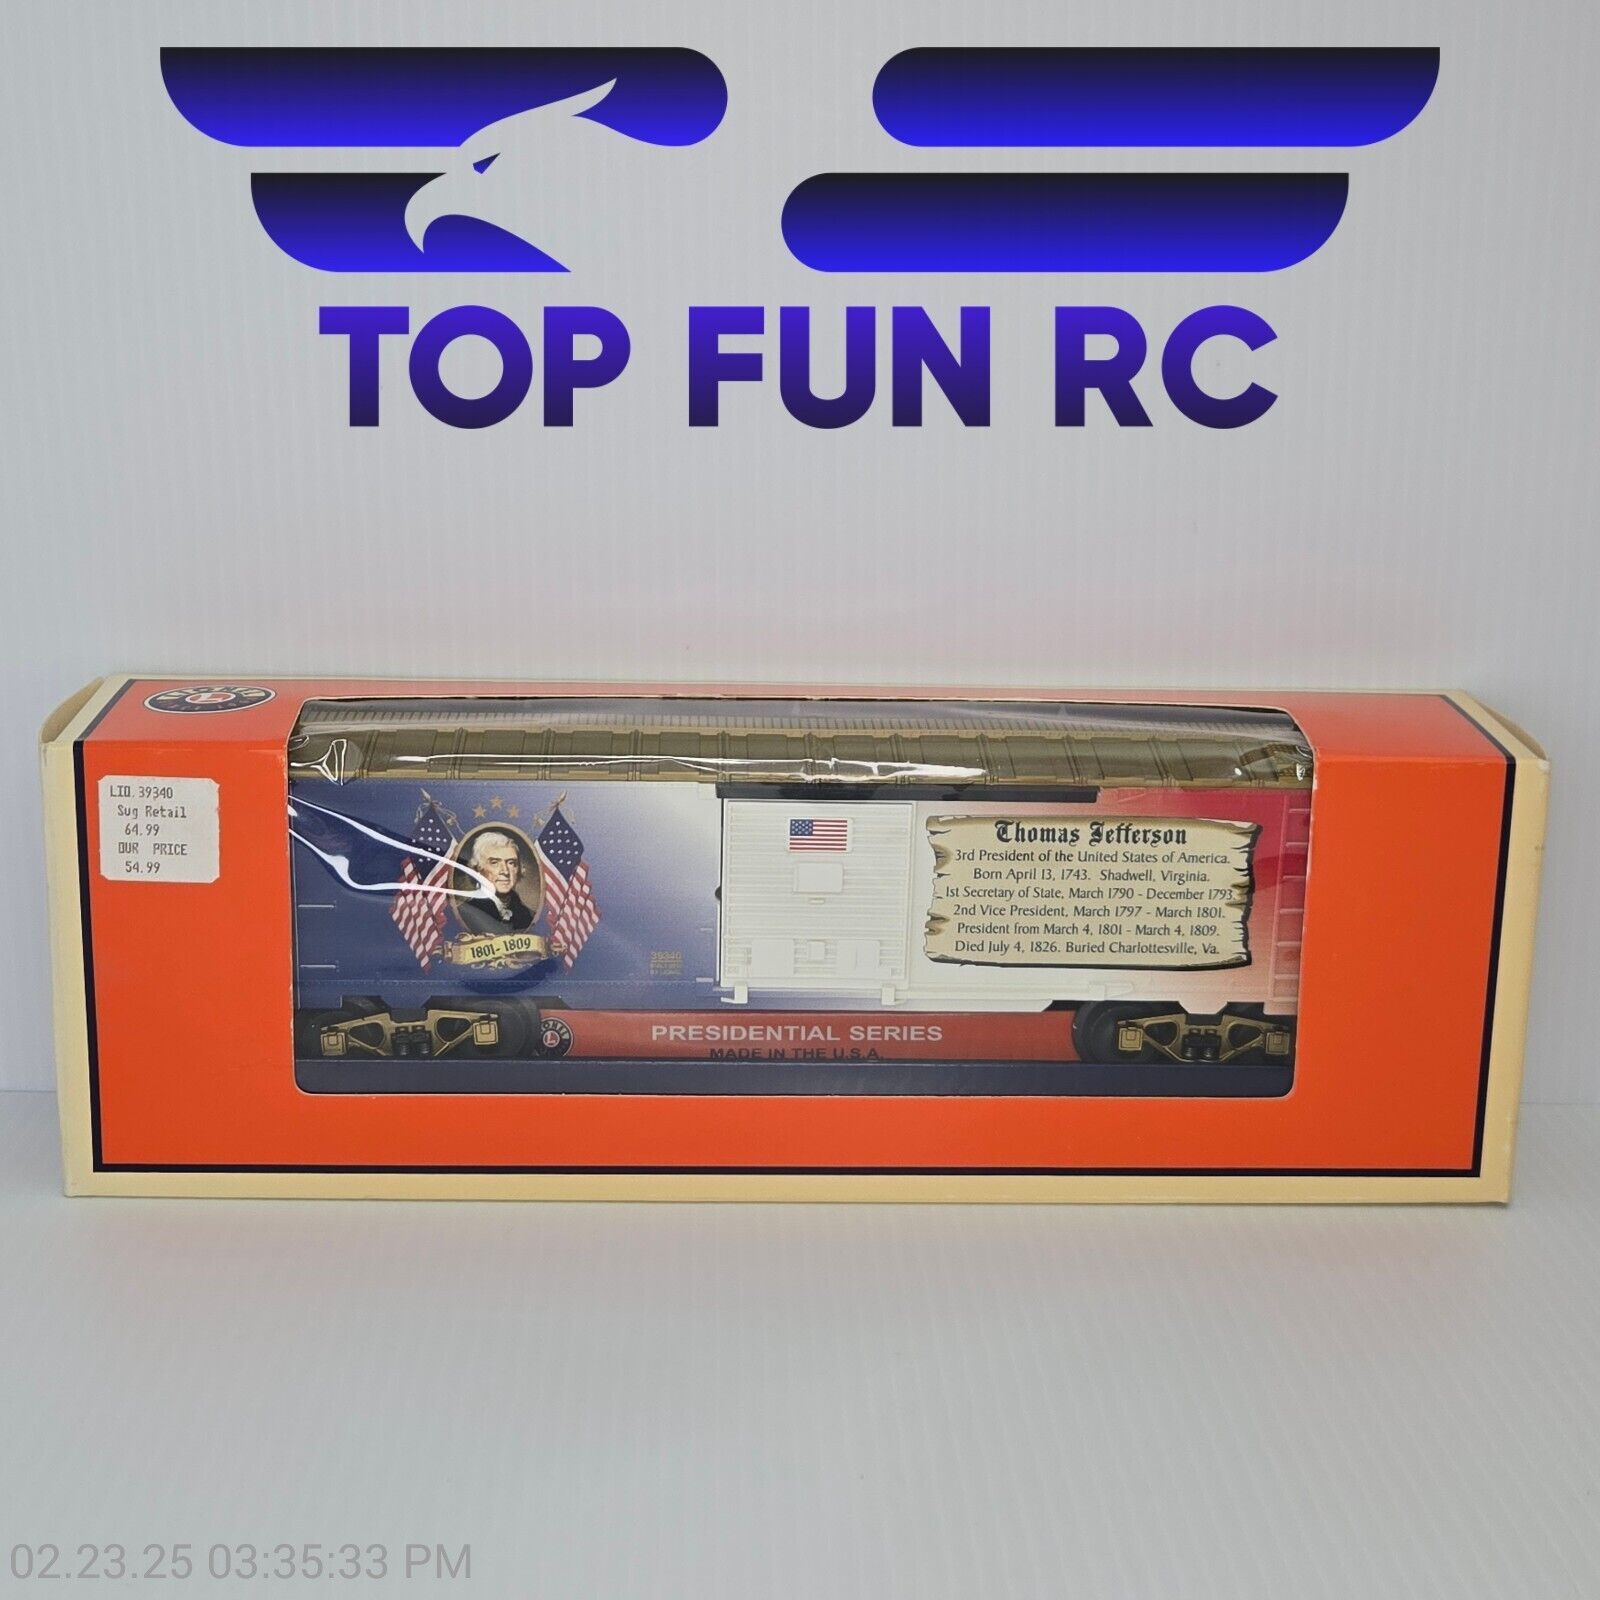 TOP FUN RC
LIO. 39340
Sug Retail
64.99
OUR PRICE
54.99
Thomas Jefferson
3rd President of the United States of America.
Born April 13, 1743. Shadwell, Virginia.
1st Secretary of State, March 1790 - December 1793.
2nd Vice President, March 1797 - March 1801.
President from March 4, 1801 - March 4, 1809.
Died July 4, 1826. Buried Charlottesville, Va.
1801-1809
39340
PRESIDENTIAL SERIES
MADE IN THE U.S.A.
02.23.25 03:35:33 PM